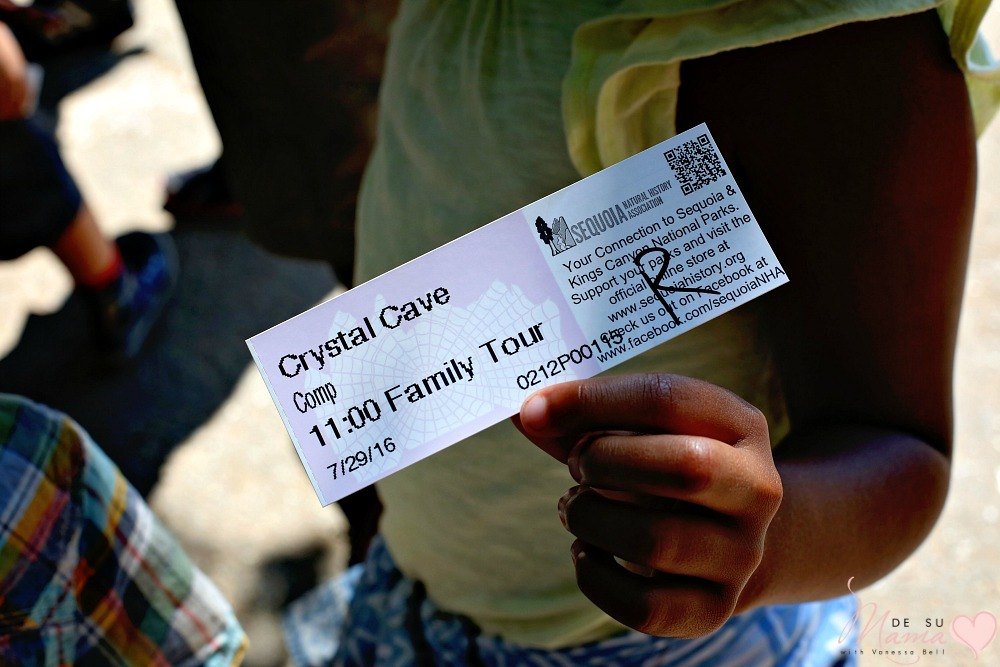 Crystal Cave
Comp
11:00 Family Tour
7/29/16
0212P00115
SEQUOIA NATURAL HISTORY
ASSOCIATION
Your Connection to Sequoia &
Kings Canyon National Parks.
Support your parks and visit the
official online store at
www.sequoiahistory.org
Check us out on Facebook at
www.facebook.com/sequoiaNHA
R
DE SU
Mama
with Vanessa Bell